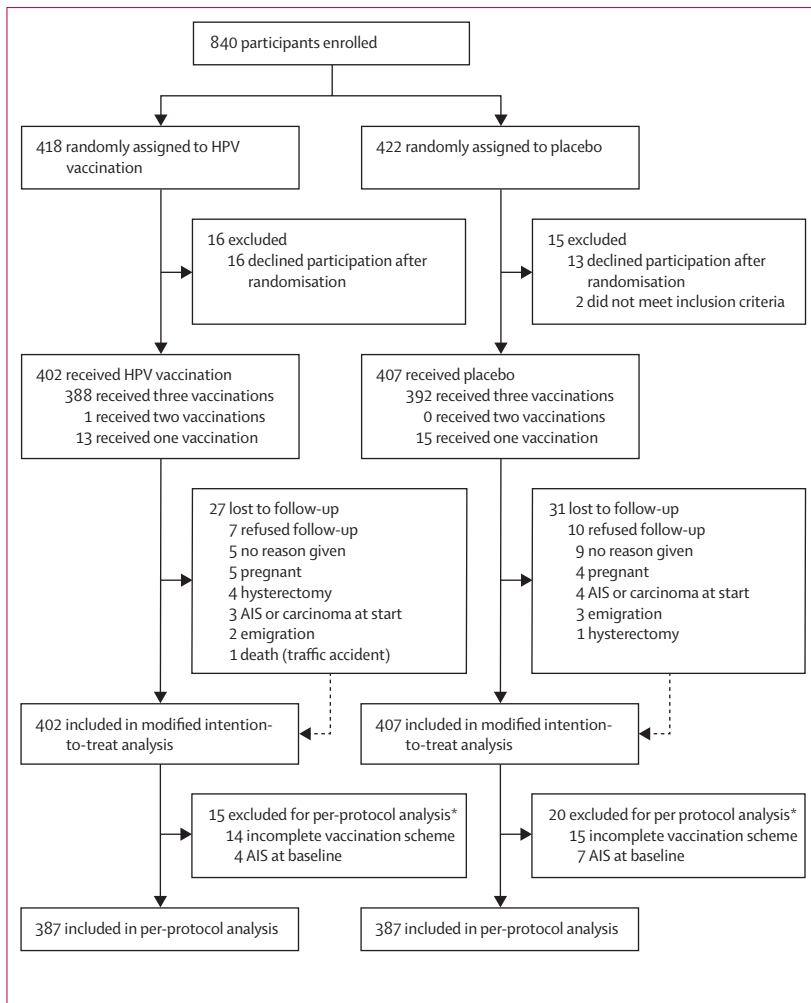 840 participants enrolled
418 randomly assigned to HPV
vaccination
422 randomly assigned to placebo
16 excluded
16 declined participation after
randomisation
15 excluded
13 declined participation after
randomisation
2 did not meet inclusion criteria
402 received HPV vaccination
388 received three vaccinations
1 received two vaccinations
13 received one vaccination
407 received placebo
392 received three vaccinations
0 received two vaccinations
15 received one vaccination
27 lost to follow-up
7 refused follow-up
5 no reason given
5 pregnant
4 hysterectomy
3 AIS or carcinoma at start
2 emigration
1 death (traffic accident)
31 lost to follow-up
10 refused follow-up
9 no reason given
4 pregnant
4 AIS or carcinoma at start
3 emigration
1 hysterectomy
402 included in modified intention-
to-treat analysis
407 included in modified intention-
to-treat analysis
15 excluded for per-protocol analysis*
14 incomplete vaccination scheme
4 AIS at baseline
20 excluded for per protocol analysis*
15 incomplete vaccination scheme
7 AIS at baseline
387 included in per-protocol analysis
387 included in per-protocol analysis